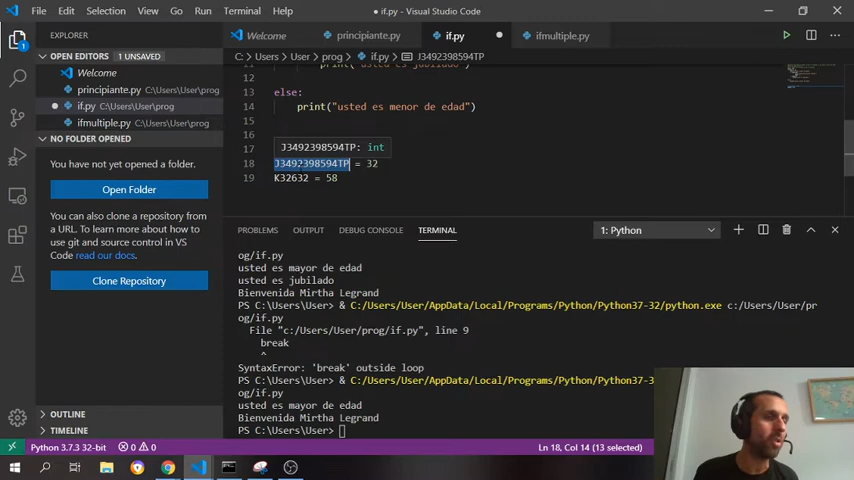 File Edit Selection View Go Run Terminal Help
● if.py - Visual Studio Code
EXPLORER
OPEN EDITORS 1 UNSAVED
Welcome
principiante.py C:\Users\User\prog
if.py C:\Users\User\prog
ifmultiple.py C:\Users\User\prog
NO FOLDER OPENED
You have not yet opened a folder.
Open Folder
You can also clone a repository from a URL. To learn more about how to use git and source control in VS Code read our docs.
Clone Repository
OUTLINE
TIMELINE
Welcome principiante.py if.py ifmultiple.py
C: > Users > User > prog > if.py > J3492398594TP
11 print("usted es jubilado")
12
13 else:
14 print("usted es menor de edad")
15
16
J3492398594TP: int
17
18 J3492398594TP = 32
19 K32632 = 58
PROBLEMS OUTPUT DEBUG CONSOLE TERMINAL 1: Python
og/if.py
usted es mayor de edad
usted es jubilado
Bienvenida Mirtha Legrand
PS C:\Users\User> & C:/Users/User/AppData/Local/Programs/Python/Python37-32/python.exe c:/Users/User/pr
og/if.py
File "c:/Users/User/prog/if.py", line 9
break
^
SyntaxError: 'break' outside loop
PS C:\Users\User> & C:/Users/User/AppData/Local/Programs/Python/Python37-3
og/if.py
usted es mayor de edad
Bienvenida Mirtha Legrand
PS C:\Users\User>
Python 3.7.3 32-bit 0 0
Ln 18, Col 14 (13 selected)